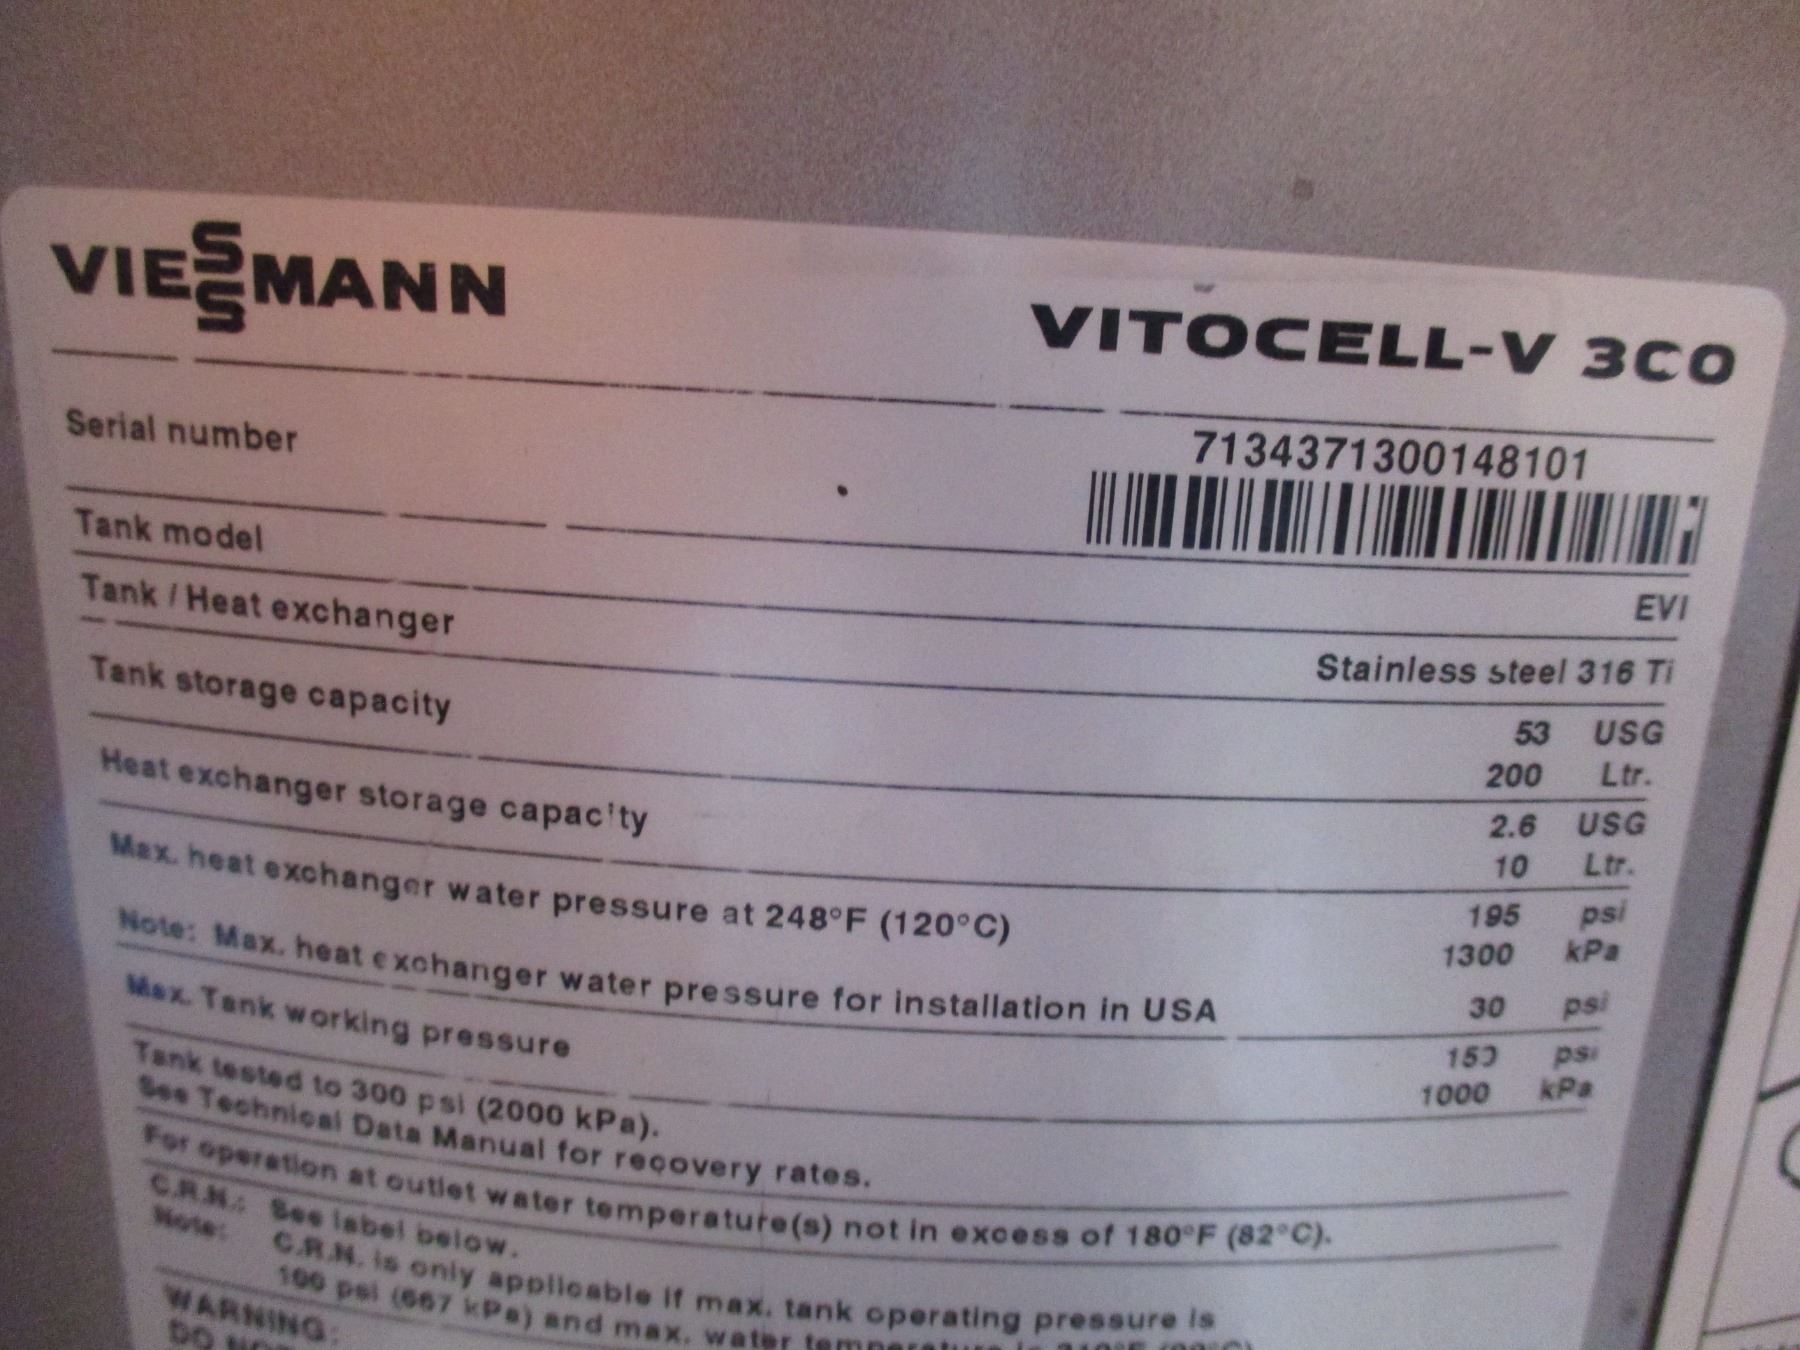 VIESSMANN
VITOCELL-V 300
Serial number
7134371300148101
Tank model
EVI
Tank / Heat exchanger
Stainless steel 316 Ti
Tank storage capacity
53 USG
200 Ltr.
Heat exchanger storage capacity
2.6 USG
10 Ltr.
Max. heat exchanger water pressure at 248°F (120°C)
195 psi
1300 kPa
Note: Max. heat exchanger water pressure for installation in USA
30 psi
Max. Tank working pressure
150 psi
1000 kPa
Tank tested to 300 psi (2000 kPa).
See Technical Data Manual for recovery rates.
For operation at outlet water temperature(s) not in excess of 180°F (82°C).
C.R.N.: See label below.
Note: C.R.N. is only applicable if max. tank operating pressure is
psi (667 kPa) and max. water temperature is
WARNING:
DO NOT